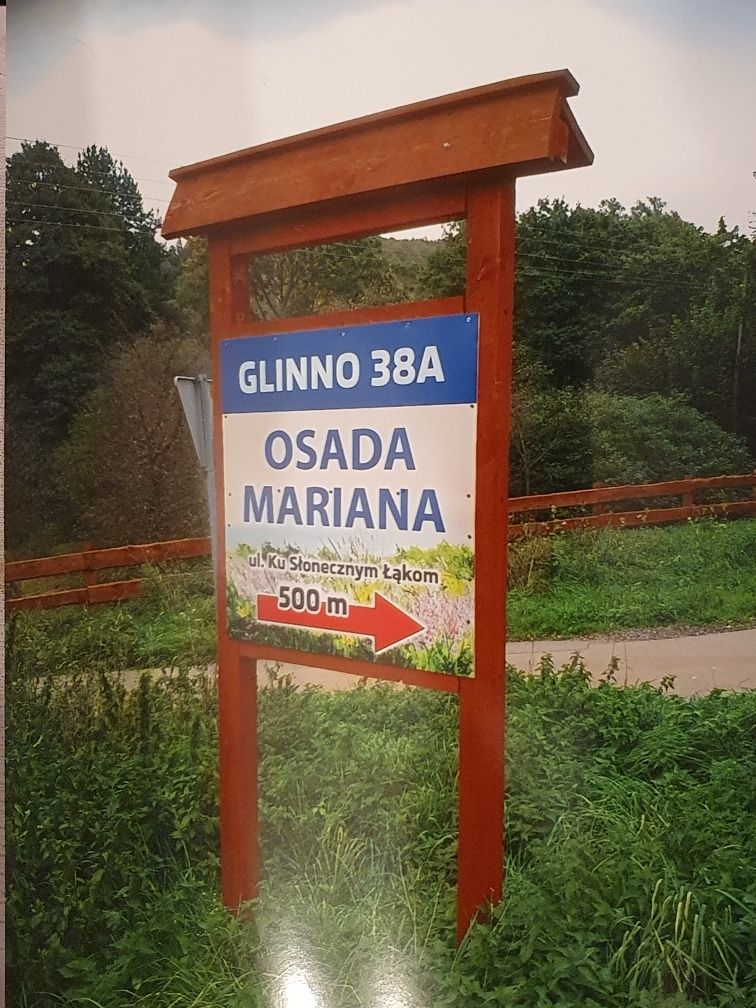 GLINNO 38A
OSADA
MARIANA
ul. Ku Słonecznym Łąkom
500 m